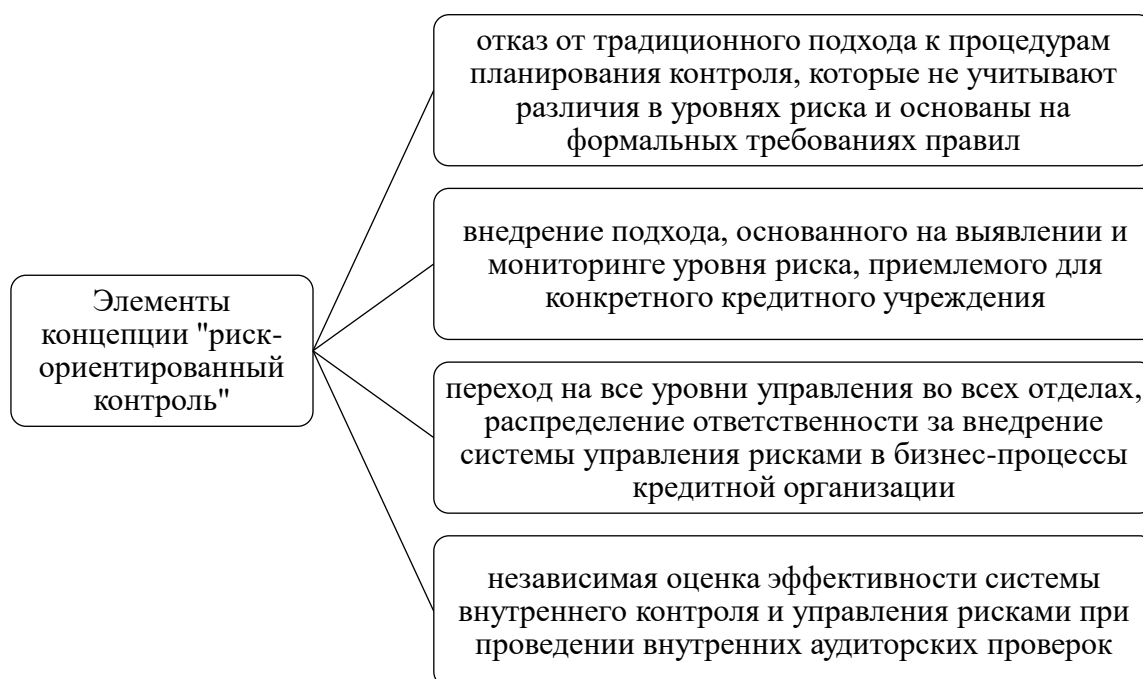 отказ от традиционного подхода к процедурам
планирования контроля, которые не учитывают
различия в уровнях риска и основаны на
формальных требованиях правил
внедрение подхода, основанного на выявлении и
мониторинге уровня риска, приемлемого для
конкретного кредитного учреждения
Элементы
концепции "риск-
ориентированный
контроль"
переход на все уровни управления во всех отделах,
распределение ответственности за внедрение
системы управления рисками в бизнес-процессы
кредитной организации
независимая оценка эффективности системы
внутреннего контроля и управления рисками при
проведении внутренних аудиторских проверок